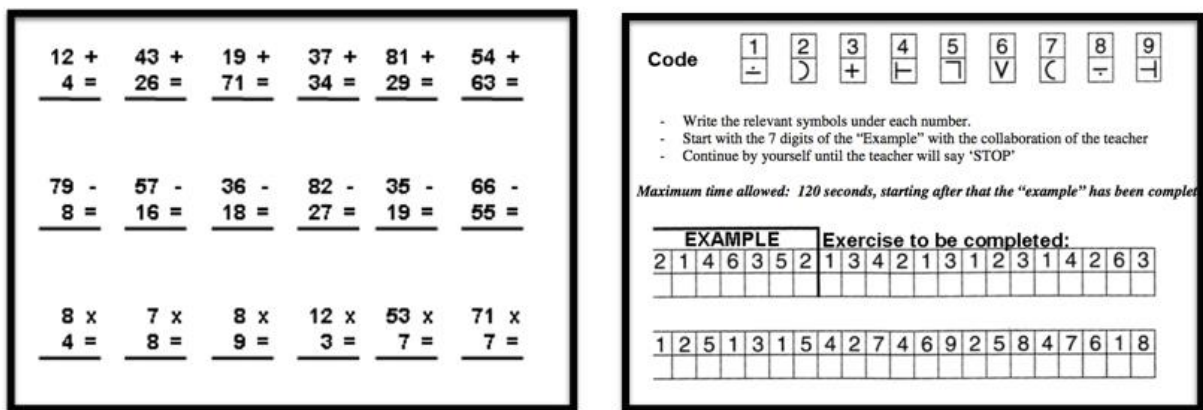 12 + 43 + 19 + 37 + 81 + 54 +
4 = 26 = 71 = 34 = 29 = 63 =
79 - 57 - 36 - 82 - 35 - 66 -
8 = 16 = 18 = 27 = 19 = 55 =
8 x 7 x 8 x 12 x 53 x 71 x
4 = 8 = 9 = 3 = 7 = 7 =
Code 1 2 3 4 5 6 7 8 9
∸ ) + ⊢ ㄱ V ( ÷ ⊣
- Write the relevant symbols under each number.
- Start with the 7 digits of the “Example” with the collaboration of the teacher
- Continue by yourself until the teacher will say ‘STOP’
Maximum time allowed: 120 seconds, starting after that the “example” has been complet
EXAMPLE Exercise to be completed:
2 1 4 6 3 5 2 1 3 4 2 1 3 1 2 3 1 4 2 6 3
1 2 5 1 3 1 5 4 2 7 4 6 9 2 5 8 4 7 6 1 8